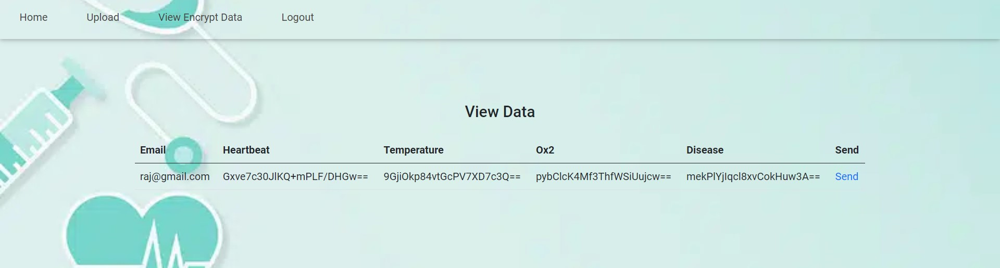 Home Upload View Encrypt Data Logout
View Data
Email Heartbeat Temperature Ox2 Disease Send
raj@gmail.com Gxve7c30JlKQ+mPLF/DHGw== 9GjiOkp84vtGcPV7XD7c3Q== pybClcK4Mf3ThfWSiUujcw== mekPlYjIqcl8xvCokHuw3A== Send